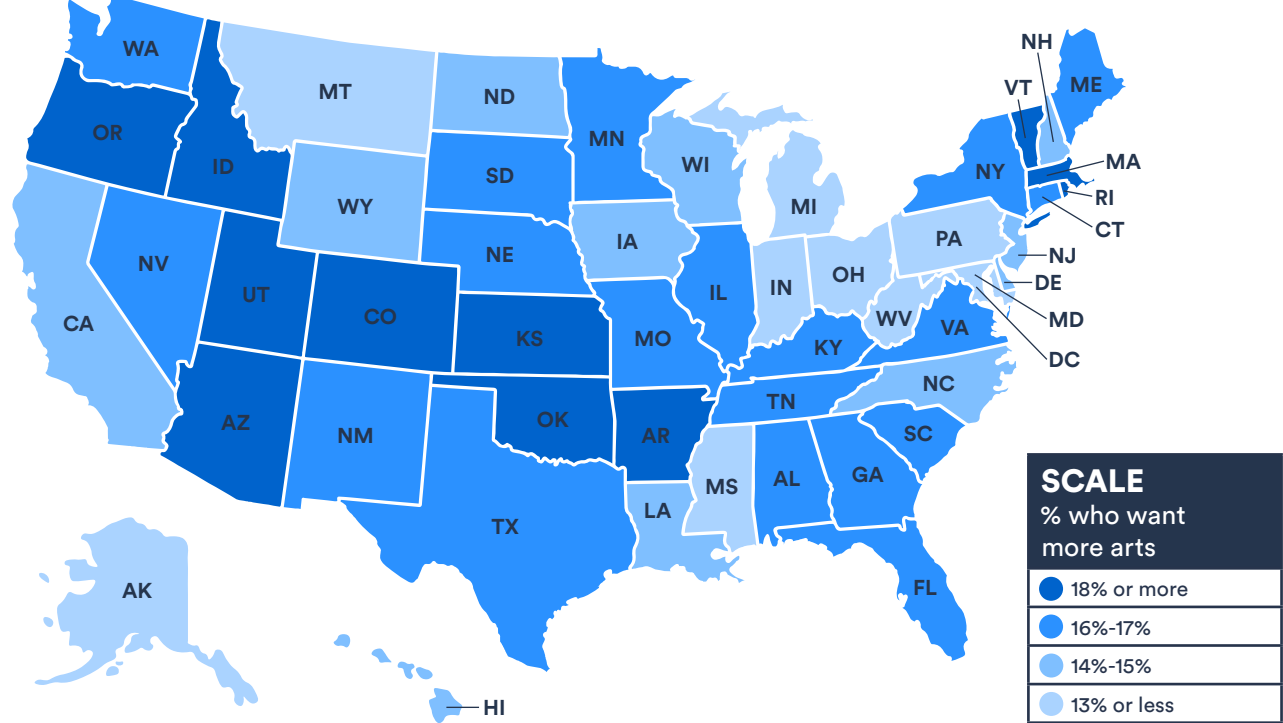 NH
WA
ME
VT
MT
ND
OR
MN
MA
ID
WI
NY
SD
RI
WY
MI
CT
IA
PA
NE
NJ
NV
OH
DE
UT
IN
IL
CO
WV
MD
CA
VA
KS
MO
KY
DC
NC
TN
AZ
OK
NM
AR
SC
GA
MS
AL
LA
TX
AK
FL
HI
SCALE
% who want
more arts
18% or more
16%-17%
14%-15%
13% or less